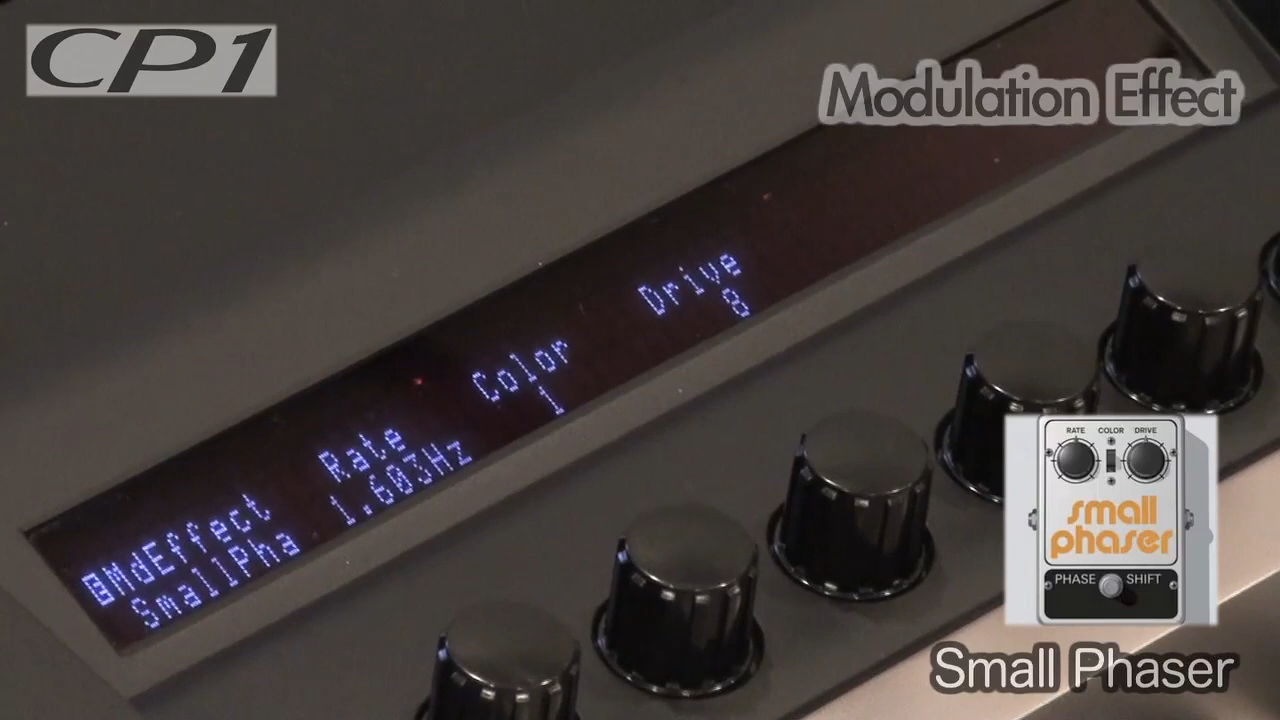 CP1
Modulation Effect
Drive
8
Color
1
Rate
1.603Hz
MdEffect
SmallPha
RATE COLOR DRIVE
small
phaser
PHASE SHIFT
Small Phaser